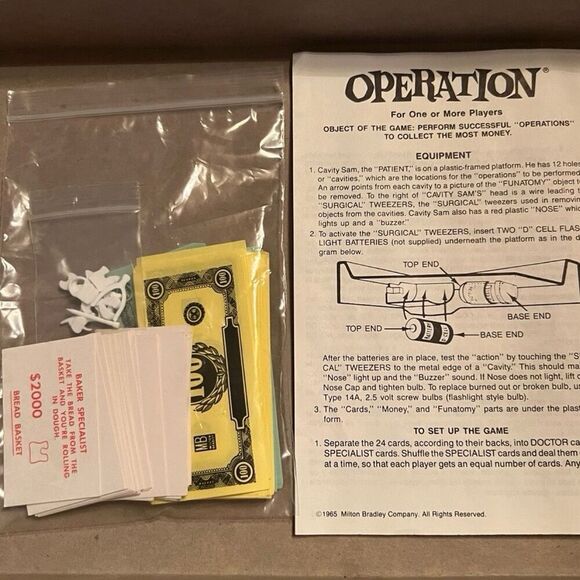 OPERATION®
For One or More Players
OBJECT OF THE GAME: PERFORM SUCCESSFUL "OPERATIONS"
TO COLLECT THE MOST MONEY.
EQUIPMENT
1. Cavity Sam, the "PATIENT," is on a plastic-framed platform. He has 12 holes
or "cavities," which are the locations for the "operations" to be performed
An arrow points from each cavity to a picture of the "FUNATOMY" object t
be removed. To the right of "CAVITY SAM'S" head is a wire leading t
"SURGICAL" TWEEZERS, the "SURGICAL" tweezers used in removin
objects from the cavities. Cavity Sam also has a red plastic "NOSE" whic
lights up and a "buzzer."
2. To activate the "SURGICAL" TWEEZERS, insert TWO "D" CELL FLAS
LIGHT BATTERIES (not supplied) underneath the platform as in the d
gram below.
TOP END
BASE END
TOP END
BASE END
After the batteries are in place, test the "action" by touching the "S
CAL" TWEEZERS to the metal edge of a "Cavity." This should ma
"Nose" light up and the "Buzzer" sound. If Nose does not light, lift o
Nose Cap and tighten bulb. To replace burned out or broken bulb, us
Type 14A, 2.5 volt screw bulbs (flashlight style bulb).
3. The "Cards," "Money," and "Funatomy" parts are under the plas
form.
TO SET UP THE GAME
1. Separate the 24 cards, according to their backs, into DOCTOR ca
SPECIALIST cards. Shuffle the SPECIALIST cards and deal them o
at a time, so that each player gets an equal number of cards. Any
©1965 Milton Bradley Company. All Rights Reserved.
BAKER SPECIALIST
TAKE THE BREAD FROM THE
BASKET AND YOU'RE ROLLING
IN DOUGH.
$2000
BREAD BASKET
100
100
100
MB
100